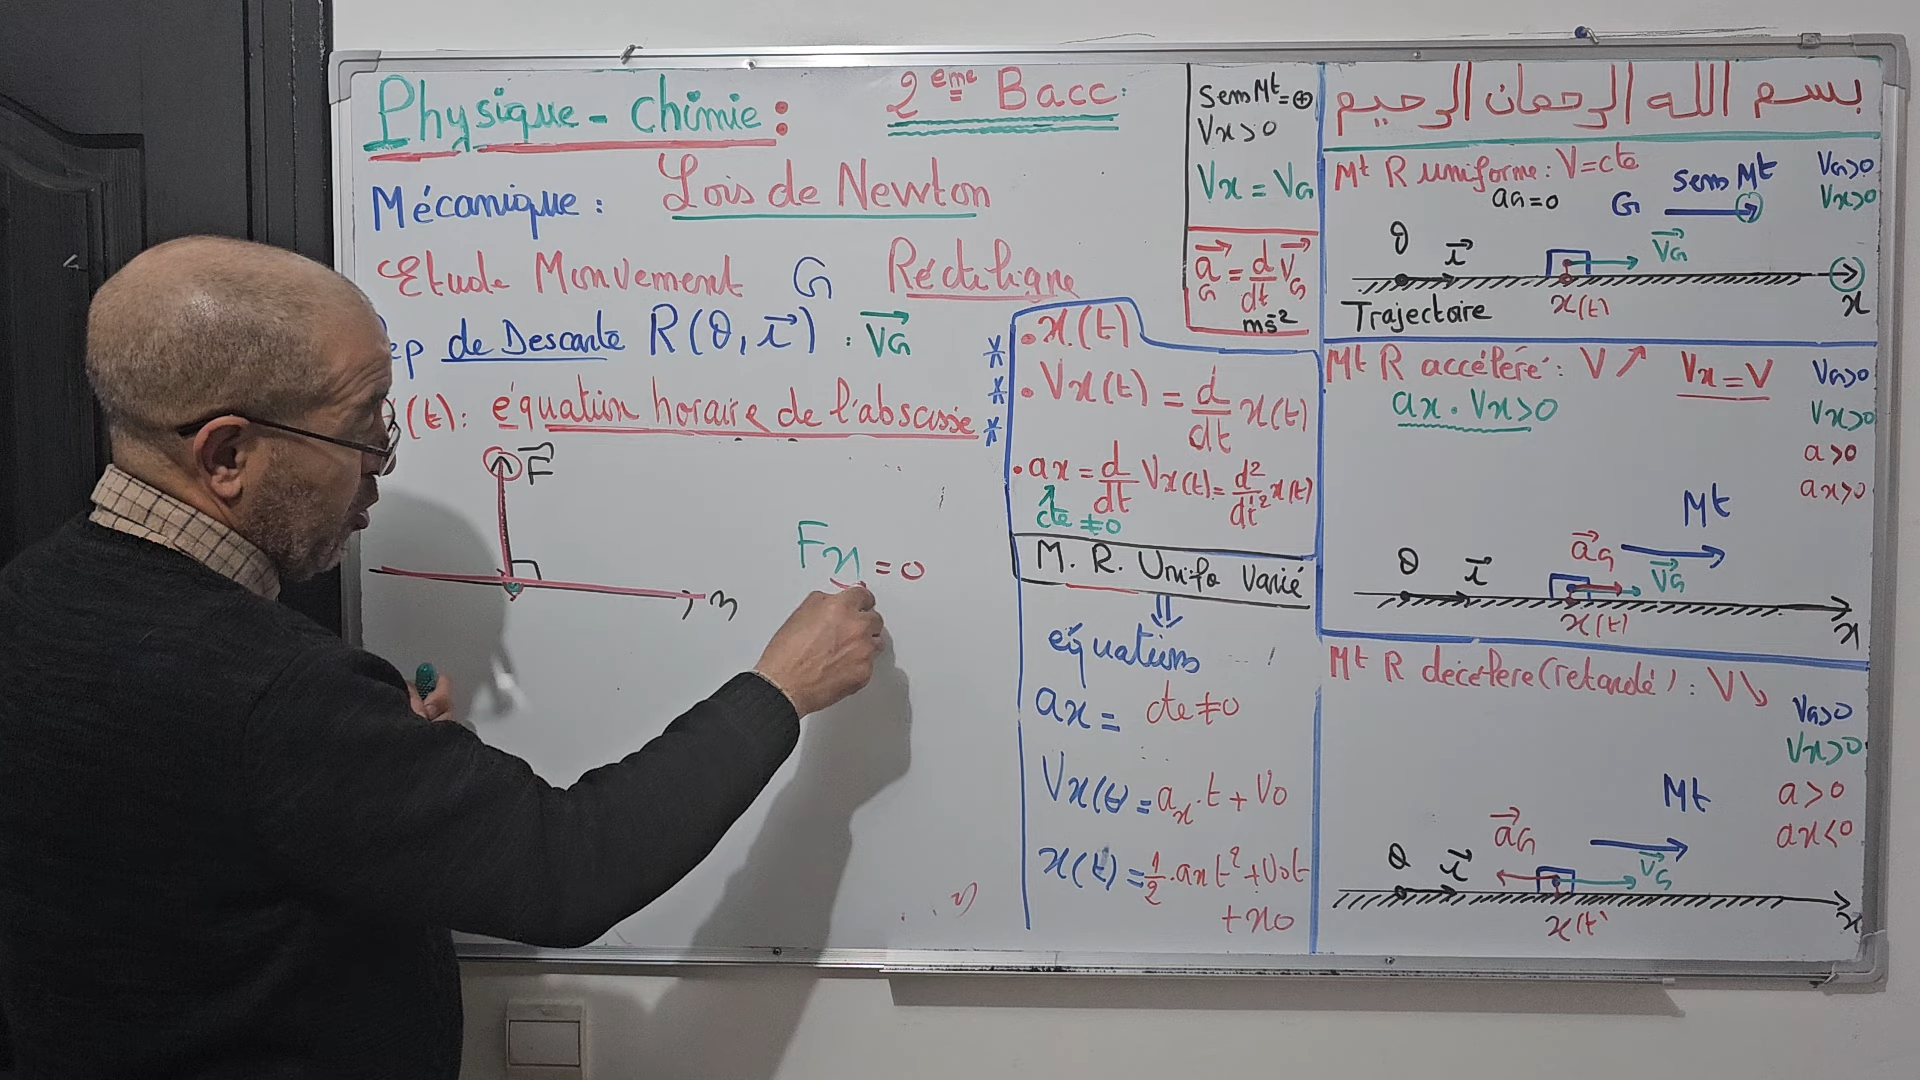 Physique - Chimie :
2eme Bacc :
Mécanique : Lois de Newton
Etude Monvement G Réctiligne
ep de Descarte R(O, i) : VG
(t) : équation horaire de l'abscisse
F
x
Fx = 0
Sens Mt = +
Vx > 0
Vx = VG
aG = d/dt VG
ms-2
• x(t)
• Vx(t) = d/dt x(t)
• ax = d/dt Vx(t) = d²/dt² x(t)
cte ≠ 0
M. R. Unifo Varié
équations
ax = cte ≠ 0
Vx(t) = ax.t + V0
x(t) = 1/2.ax t² + V0t
+ x0
بسم الله الرحمان الرحيم
Mt R uniforme : V = cte
aG = 0
G
sens Mt
VG > 0
Vx > 0
O
i
VG
x(t)
x
Trajectoire
Mt R accéléré : V ↗
Vx = V
VG > 0
ax . Vx > 0
Vx > 0
a > 0
ax > 0
Mt
aG
O
i
VG
x(t)
x
Mt R décéléré (retardé) : V ↘
VG > 0
Vx > 0
Mt
a > 0
ax < 0
aG
O
i
VG
x(t)
x